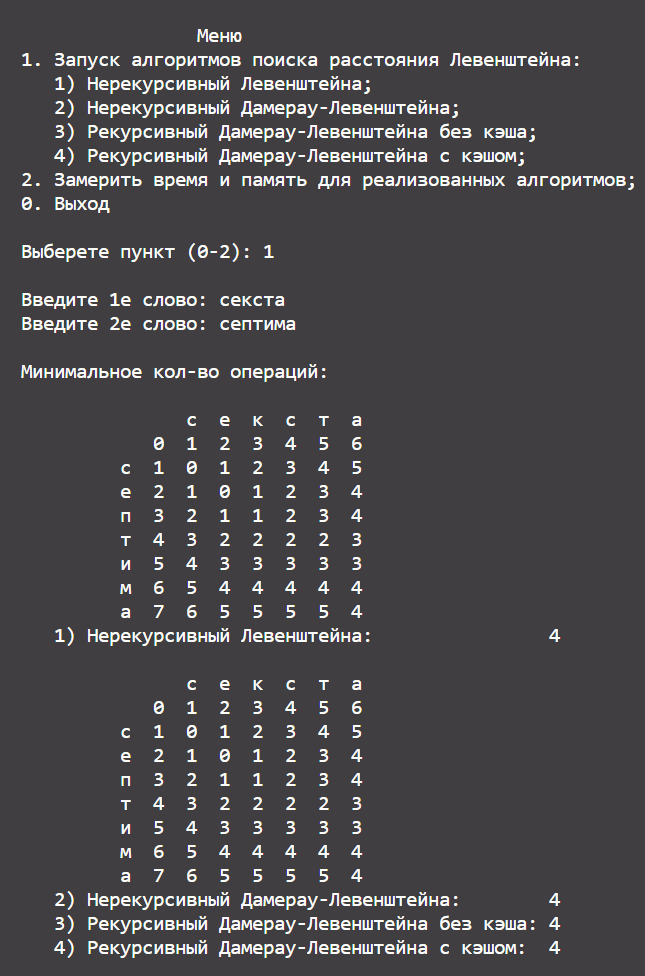 Меню
1. Запуск алгоритмов поиска расстояния Левенштейна:
1) Нерекурсивный Левенштейна;
2) Нерекурсивный Дамерау-Левенштейна;
3) Рекурсивный Дамерау-Левенштейна без кэша;
4) Рекурсивный Дамерау-Левенштейна с кэшом;
2. Замерить время и память для реализованных алгоритмов;
0. Выход
Выберете пункт (0-2): 1
Введите 1е слово: секста
Введите 2е слово: септима
Минимальное кол-во операций:
с е к с т а
0 1 2 3 4 5 6
с 1 0 1 2 3 4 5
е 2 1 0 1 2 3 4
п 3 2 1 1 2 3 4
т 4 3 2 2 2 2 3
и 5 4 3 3 3 3 3
м 6 5 4 4 4 4 4
а 7 6 5 5 5 5 4
1) Нерекурсивный Левенштейна: 4
с е к с т а
0 1 2 3 4 5 6
с 1 0 1 2 3 4 5
е 2 1 0 1 2 3 4
п 3 2 1 1 2 3 4
т 4 3 2 2 2 2 3
и 5 4 3 3 3 3 3
м 6 5 4 4 4 4 4
а 7 6 5 5 5 5 4
2) Нерекурсивный Дамерау-Левенштейна: 4
3) Рекурсивный Дамерау-Левенштейна без кэша: 4
4) Рекурсивный Дамерау-Левенштейна с кэшом: 4